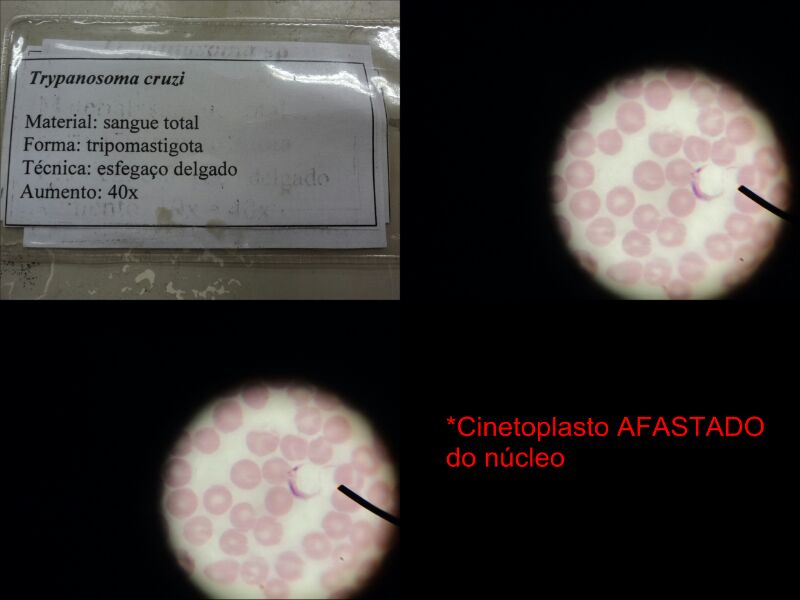 Trypanosoma cruzi
Material: sangue total
Forma: tripomastigota
Técnica: esfegaço delgado
Aumento: 40x
*Cinetoplasto AFASTADO
do núcleo